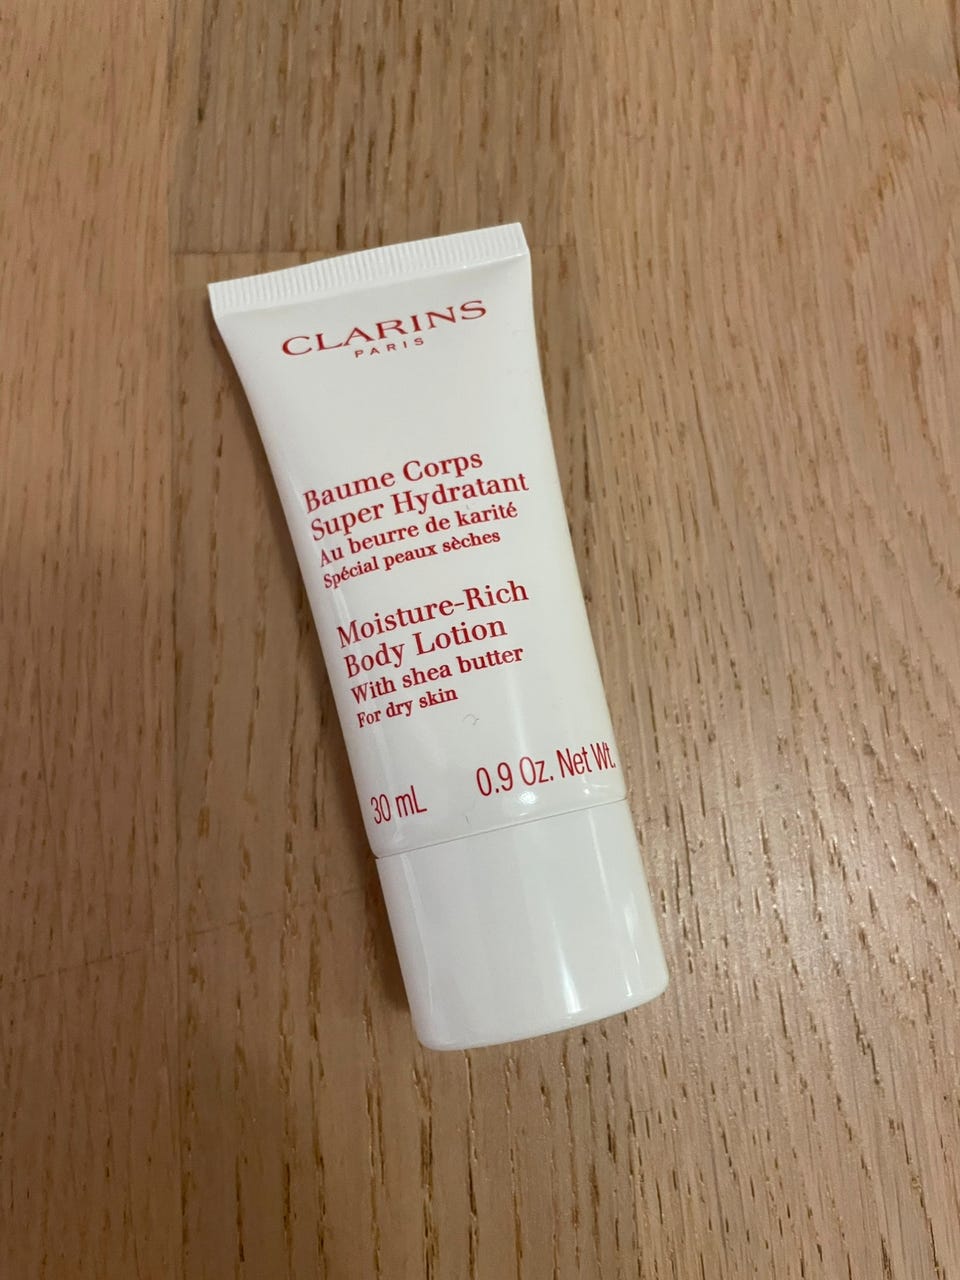 CLARINS
PARIS
Baume Corps
Super Hydratant
Au beurre de karité
Spécial peaux sèches
Moisture-Rich
Body Lotion
With shea butter
For dry skin
30 mL 0.9 Oz. Net Wt.